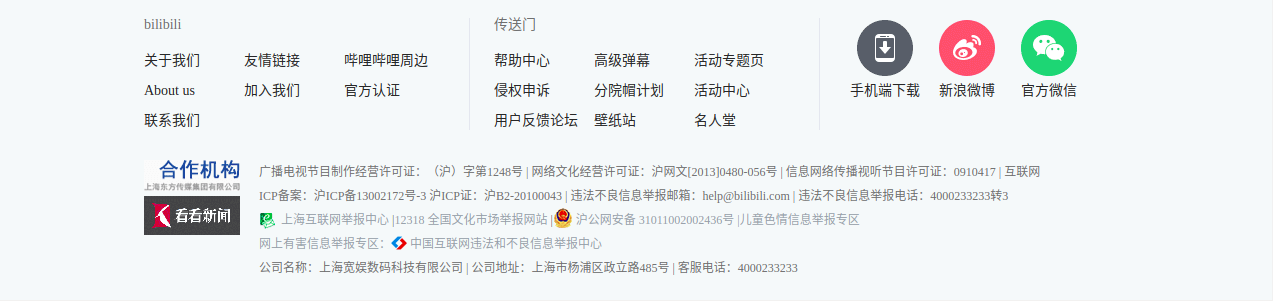 bilibili
关于我们 友情链接 哔哩哔哩周边
About us 加入我们 官方认证
联系我们
传送门
帮助中心 高级弹幕 活动专题页
侵权申诉 分院帽计划 活动中心
用户反馈论坛 壁纸站 名人堂
手机端下载 新浪微博 官方微信
合作机构
上海东方传媒集团有限公司
看看新闻
广播电视节目制作经营许可证：（沪）字第1248号 | 网络文化经营许可证：沪网文[2013]0480-056号 | 信息网络传播视听节目许可证：0910417 | 互联网
ICP备案：沪ICP备13002172号-3 沪ICP证：沪B2-20100043 | 违法不良信息举报邮箱：help@bilibili.com | 违法不良信息举报电话：4000233233转3
上海互联网举报中心 |12318 全国文化市场举报网站 | 沪公网安备 31011002002436号 |儿童色情信息举报专区
网上有害信息举报专区： 中国互联网违法和不良信息举报中心
公司名称：上海宽娱数码科技有限公司 | 公司地址：上海市杨浦区政立路485号 | 客服电话：4000233233